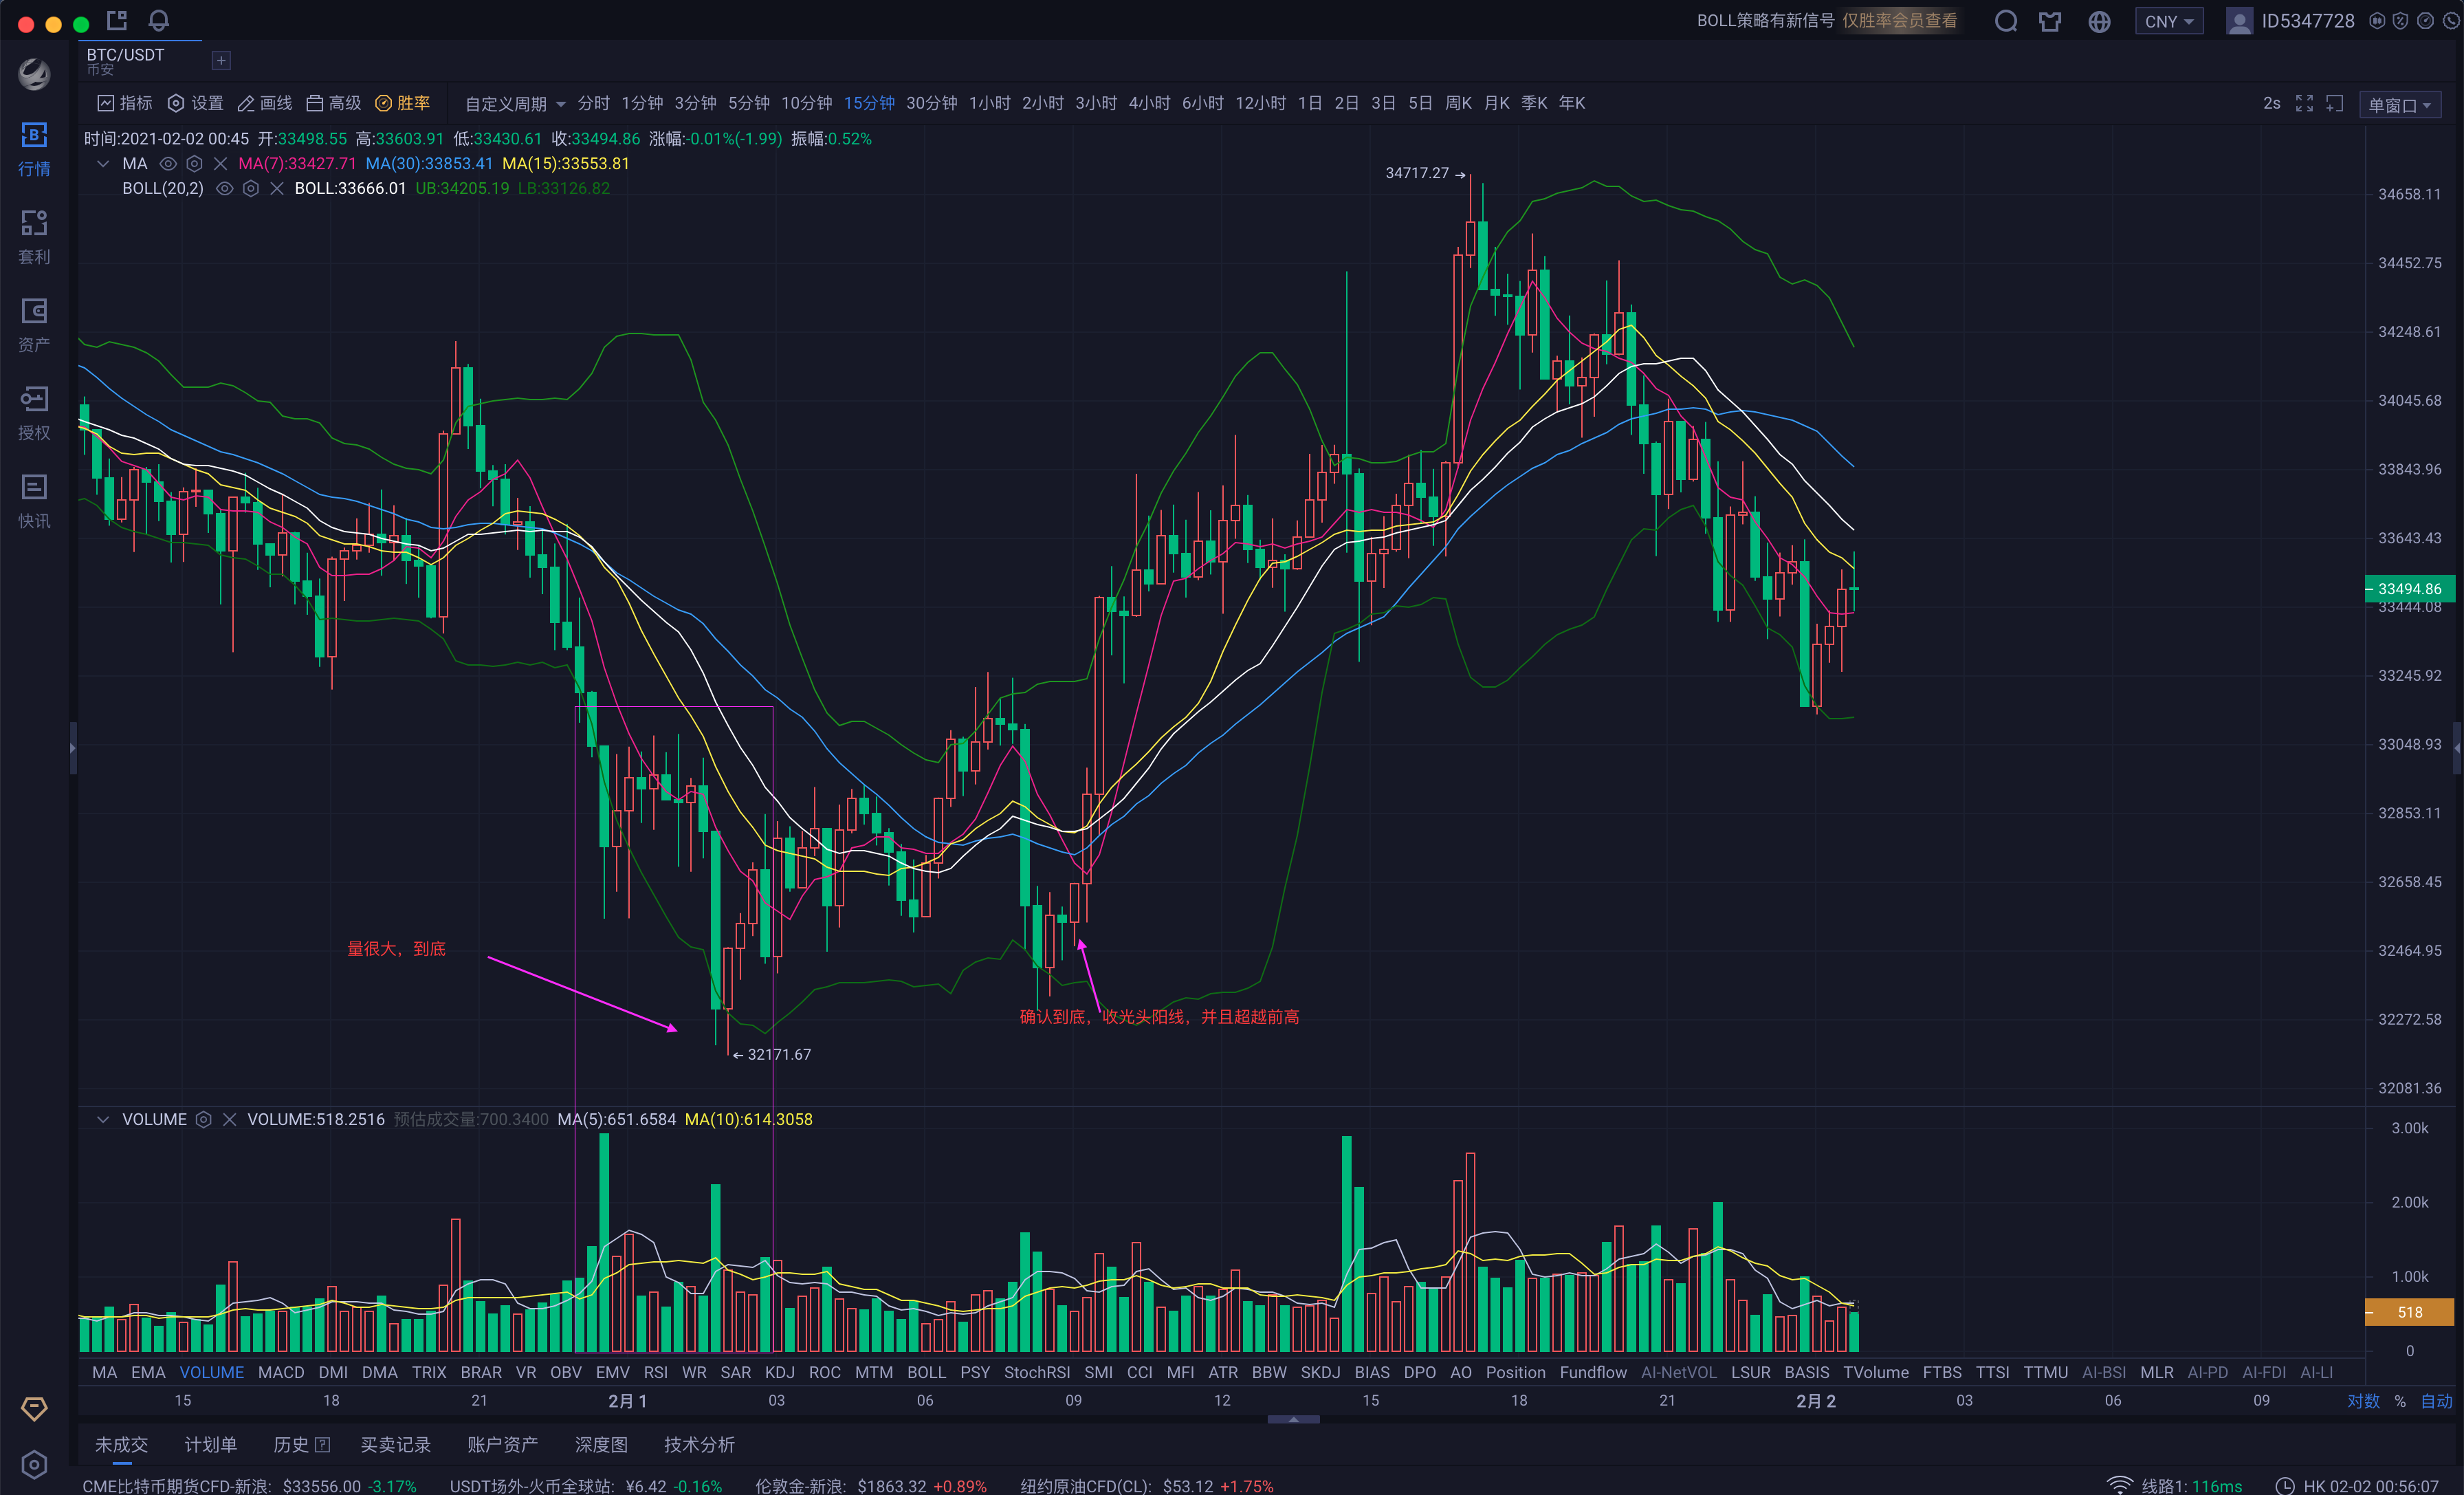 BOLL策略有新信号 仅胜率会员查看 CNY ID5347728
BTC/USDT
币安
指标 设置 画线 高级 胜率 自定义周期 分时 1分钟 3分钟 5分钟 10分钟 15分钟 30分钟 1小时 2小时 3小时 4小时 6小时 12小时 1日 2日 3日 5日 周K 月K 季K 年K 2s 单窗口
时间:2021-02-02 00:45 开:33498.55 高:33603.91 低:33430.61 收:33494.86 涨幅:-0.01%(-1.99) 振幅:0.52%
MA MA(7):33427.71 MA(30):33853.41 MA(15):33553.81
BOLL(20,2) BOLL:33666.01 UB:34205.19 LB:33126.82
行情
套利
资产
授权
快讯
34717.27
34658.11
34452.75
34248.61
34045.68
33843.96
33643.43
33494.86
33444.08
33245.92
33048.93
32853.11
32658.45
32464.95
32272.58
32081.36
量很大，到底
确认到底，收光头阳线，并且超越前高
32171.67
VOLUME VOLUME:518.2516 预估成交量:700.3400 MA(5):651.6584 MA(10):614.3058
3.00k
2.00k
1.00k
518
0
MA EMA VOLUME MACD DMI DMA TRIX BRAR VR OBV EMV RSI WR SAR KDJ ROC MTM BOLL PSY StochRSI SMI CCI MFI ATR BBW SKDJ BIAS DPO AO Position Fundflow AI-NetVOL LSUR BASIS TVolume FTBS TTSI TTMU AI-BSI MLR AI-PD AI-FDI AI-LI
15 18 21 2月 1 03 06 09 12 15 18 21 2月 2 03 06 09 对数 % 自动
未成交 计划单 历史 ? 买卖记录 账户资产 深度图 技术分析
CME比特币期货CFD-新浪: $33556.00 -3.17% USDT场外-火币全球站: ¥6.42 -0.16% 伦敦金-新浪: $1863.32 +0.89% 纽约原油CFD(CL): $53.12 +1.75% 线路1: 116ms HK 02-02 00:56:07